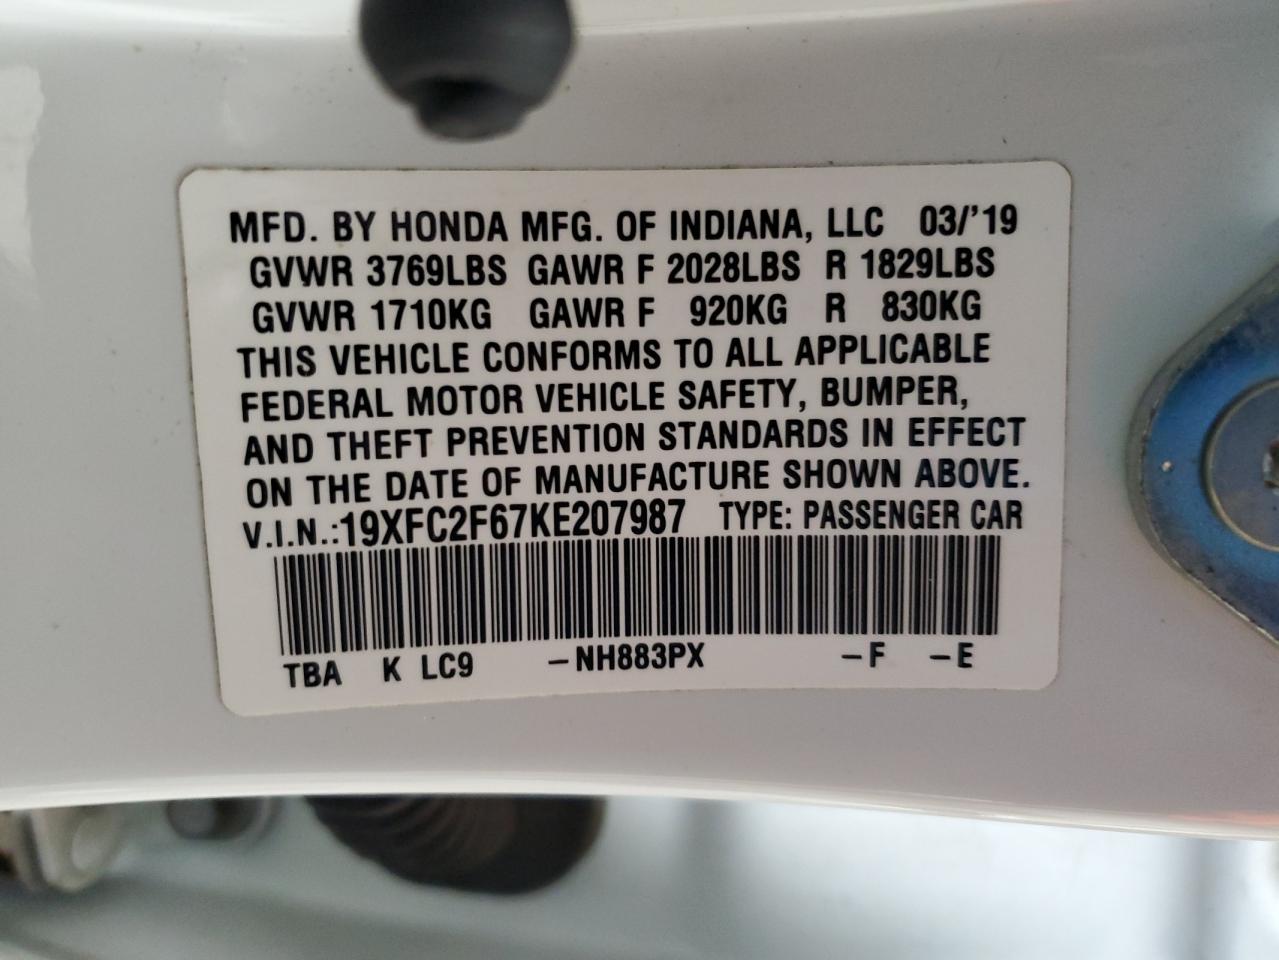 MFD. BY HONDA MFG. OF INDIANA, LLC 03/'19
GVWR 3769LBS GAWR F 2028LBS R 1829LBS
GVWR 1710KG GAWR F 920KG R 830KG
THIS VEHICLE CONFORMS TO ALL APPLICABLE
FEDERAL MOTOR VEHICLE SAFETY, BUMPER,
AND THEFT PREVENTION STANDARDS IN EFFECT
ON THE DATE OF MANUFACTURE SHOWN ABOVE.
V.I.N.:19XFC2F67KE207987 TYPE: PASSENGER CAR
TBA K LC9 –NH883PX –F –E